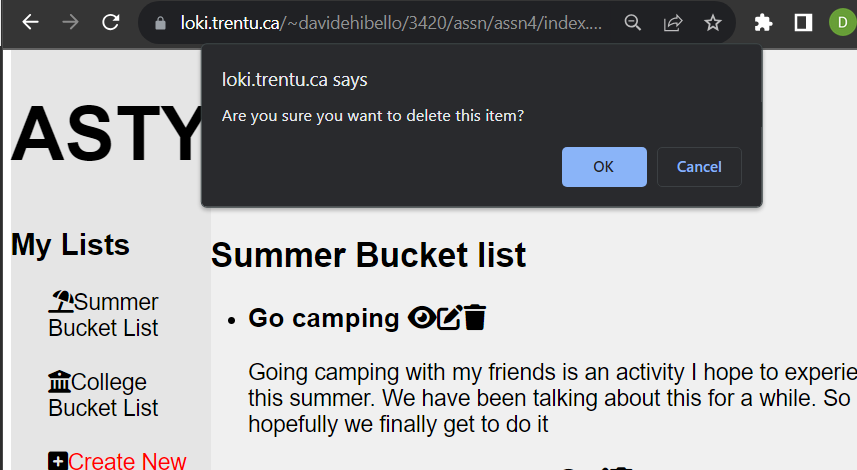 loki.trentu.ca/~davidehibello/3420/assn/assn4/index....
D
loki.trentu.ca says
Are you sure you want to delete this item?
OK
Cancel
ASTY
My Lists
Summer
Bucket List
College
Bucket List
Create New
Summer Bucket list
Go camping
Going camping with my friends is an activity I hope to experie
this summer. We have been talking about this for a while. So
hopefully we finally get to do it